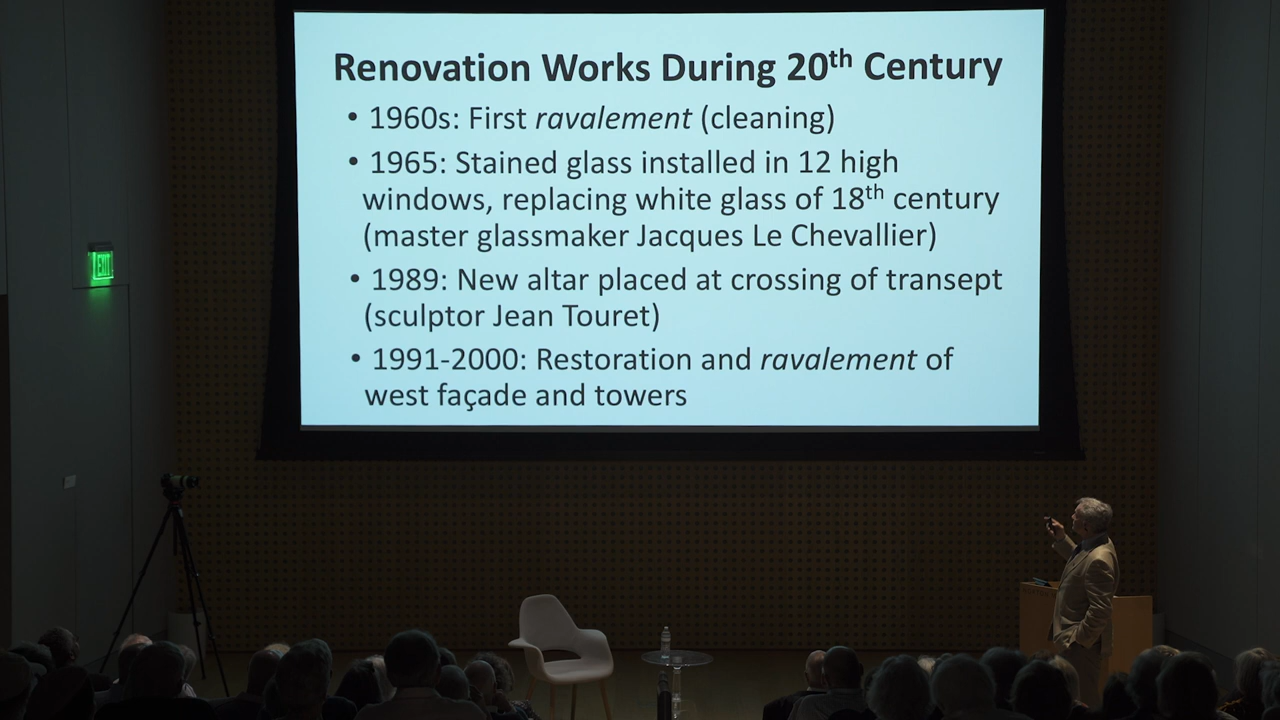 Renovation Works During 20th Century
• 1960s: First ravalement (cleaning)
• 1965: Stained glass installed in 12 high
windows, replacing white glass of 18th century
(master glassmaker Jacques Le Chevallier)
• 1989: New altar placed at crossing of transept
(sculptor Jean Touret)
• 1991-2000: Restoration and ravalement of
west façade and towers
EXIT